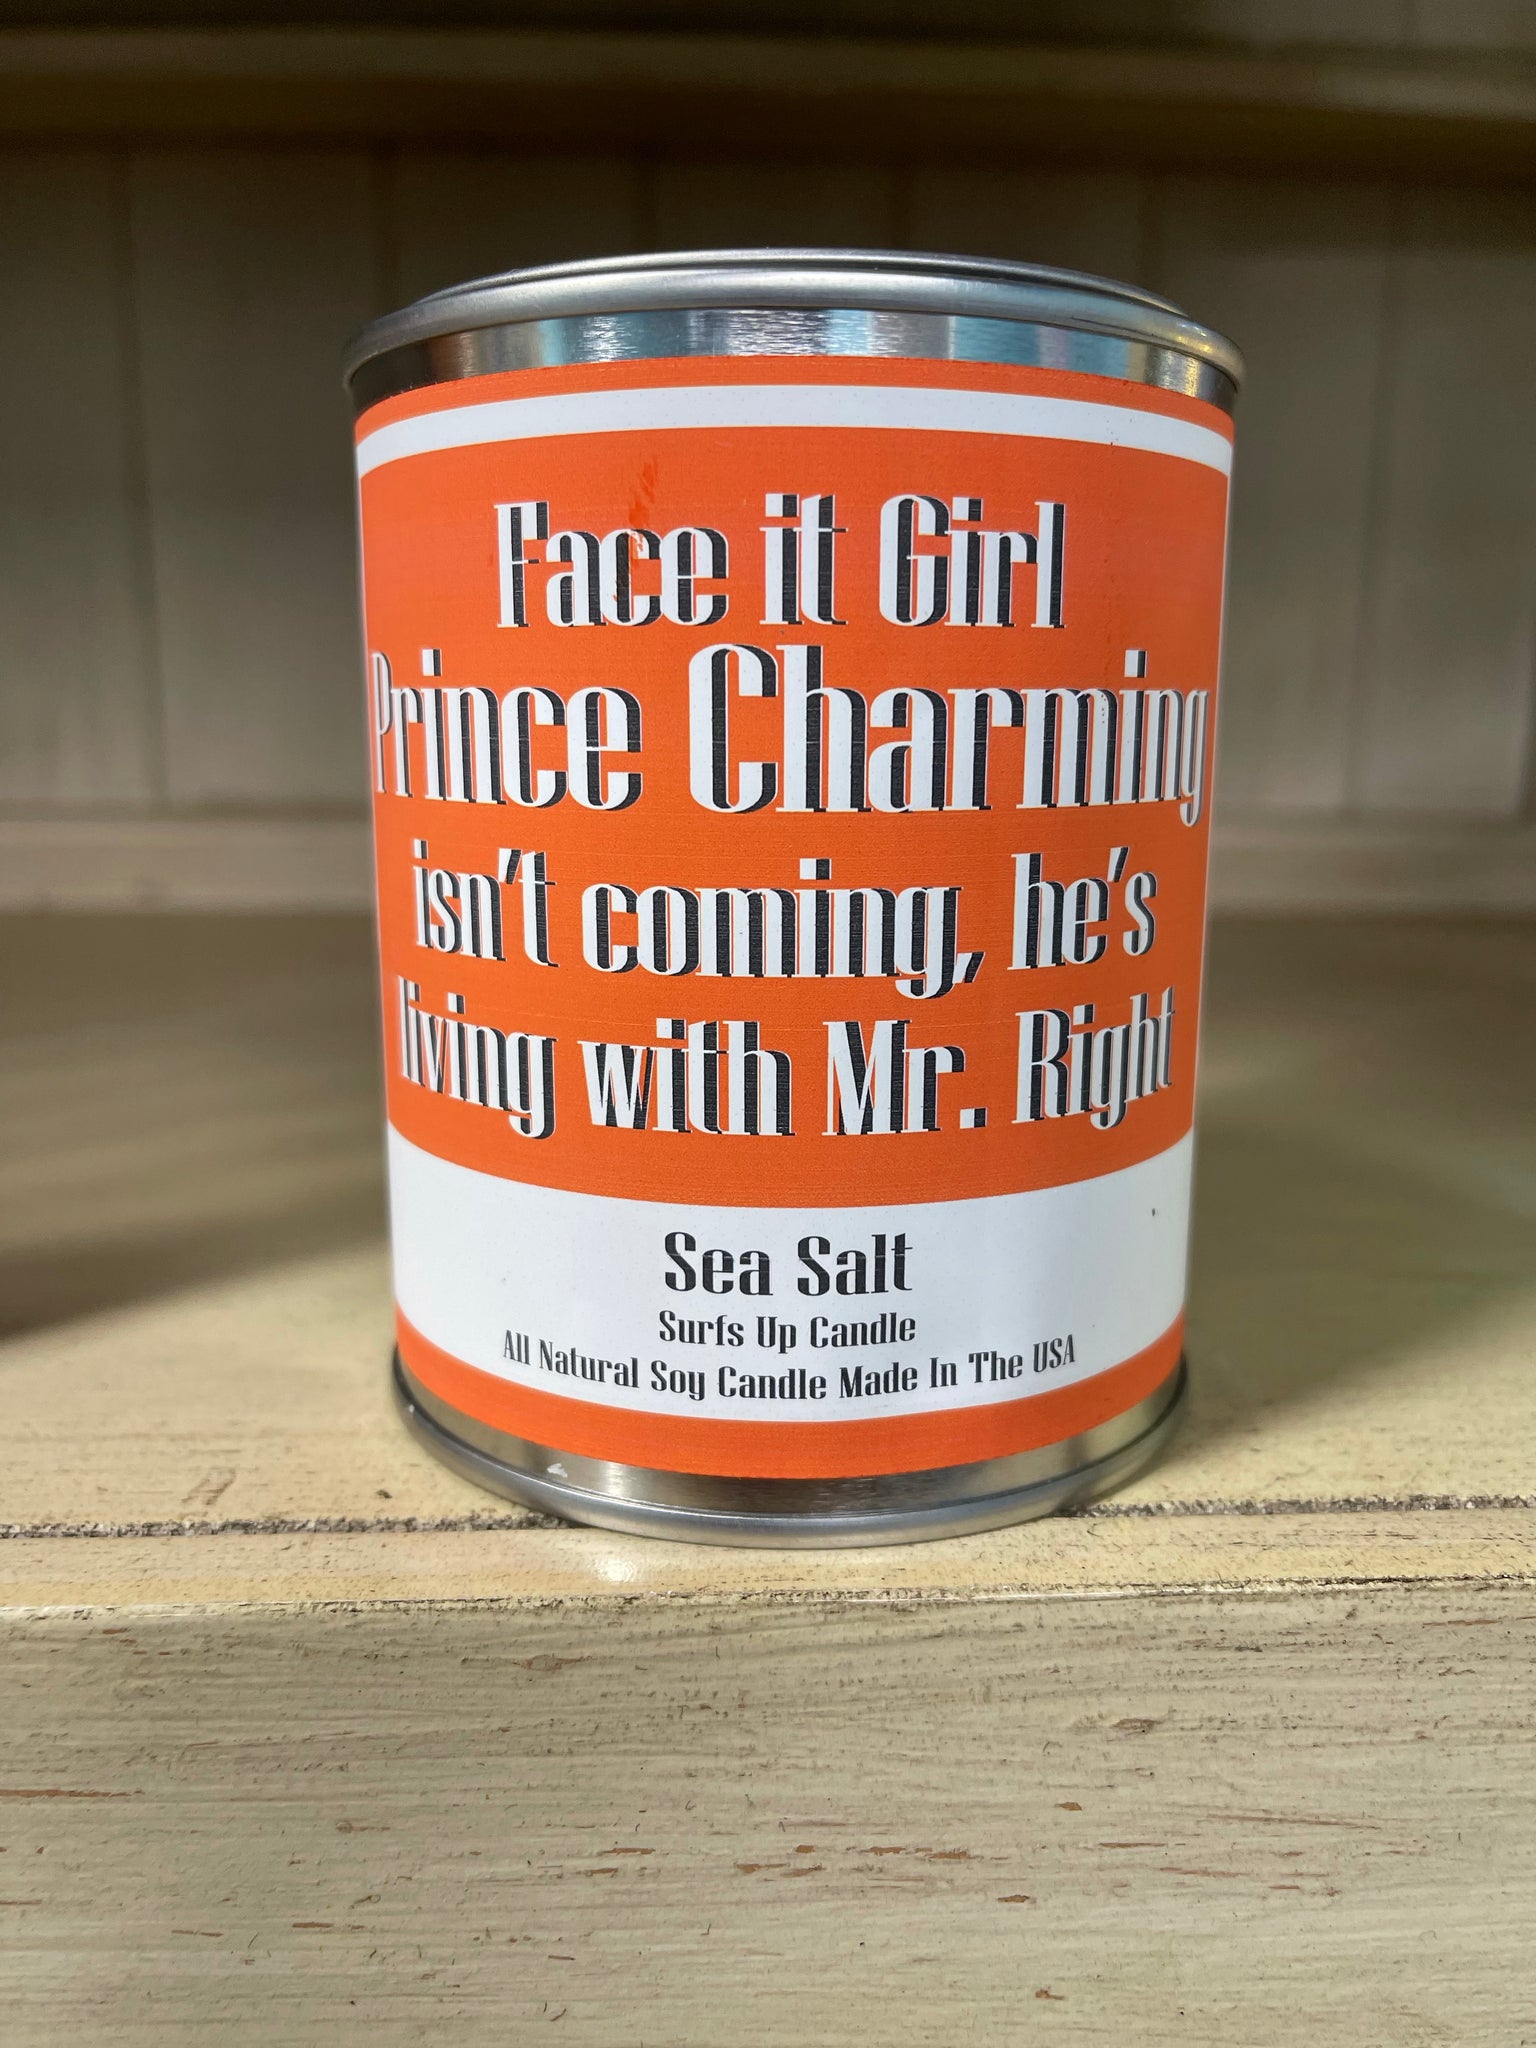 Face it Girl
Prince Charming
isn't coming, he's
living with Mr. Right
Sea Salt
Surfs Up Candle
All Natural Soy Candle Made In The USA